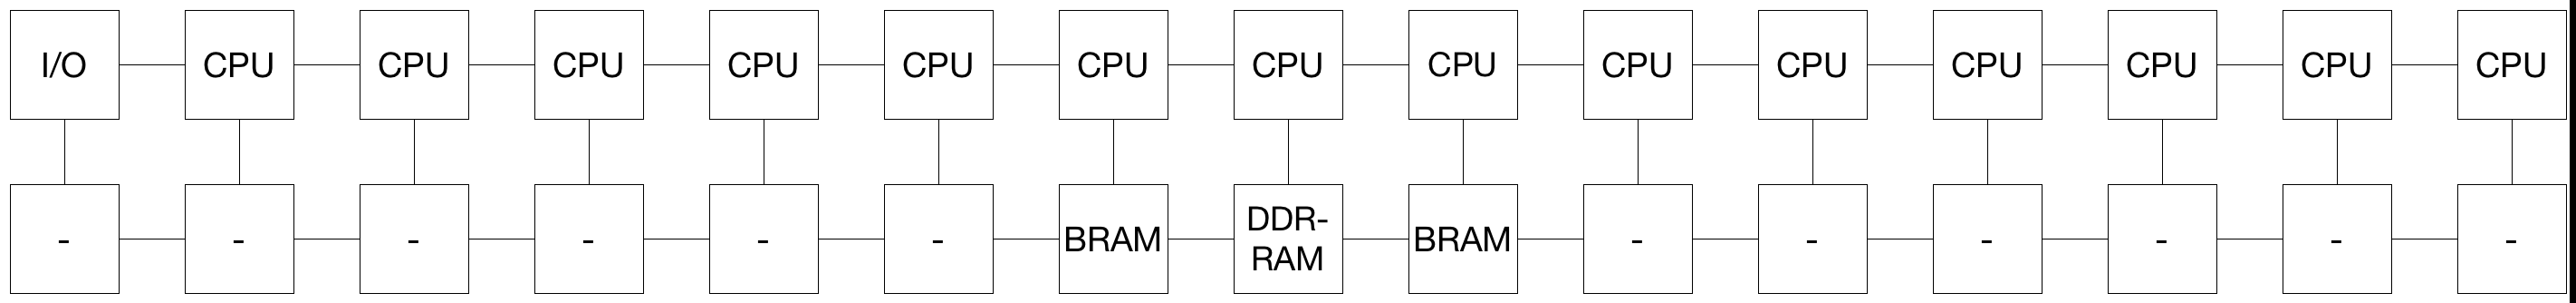 I/O CPU CPU CPU CPU CPU CPU CPU CPU CPU CPU CPU CPU CPU CPU
- - - - - - BRAM DDR-
RAM BRAM - - - - - -